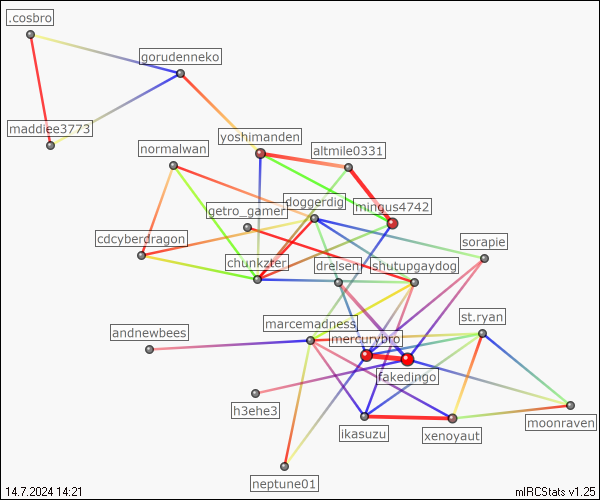 .cosbro
gorudenneko
maddiee3773
yoshimanden
normalwan
altmile0331
doggerdig
mingus4742
getro_gamer
cdcyberdragon
sorapie
chunkzter
drelsen
shutupgaydog
marcemadness
st.ryan
andnewbees
mercurybro
fakedingo
h3ehe3
moonraven
ikasuzu
xenoyaut
neptune01
14.7.2024 14:21
mIRCStats v1.25